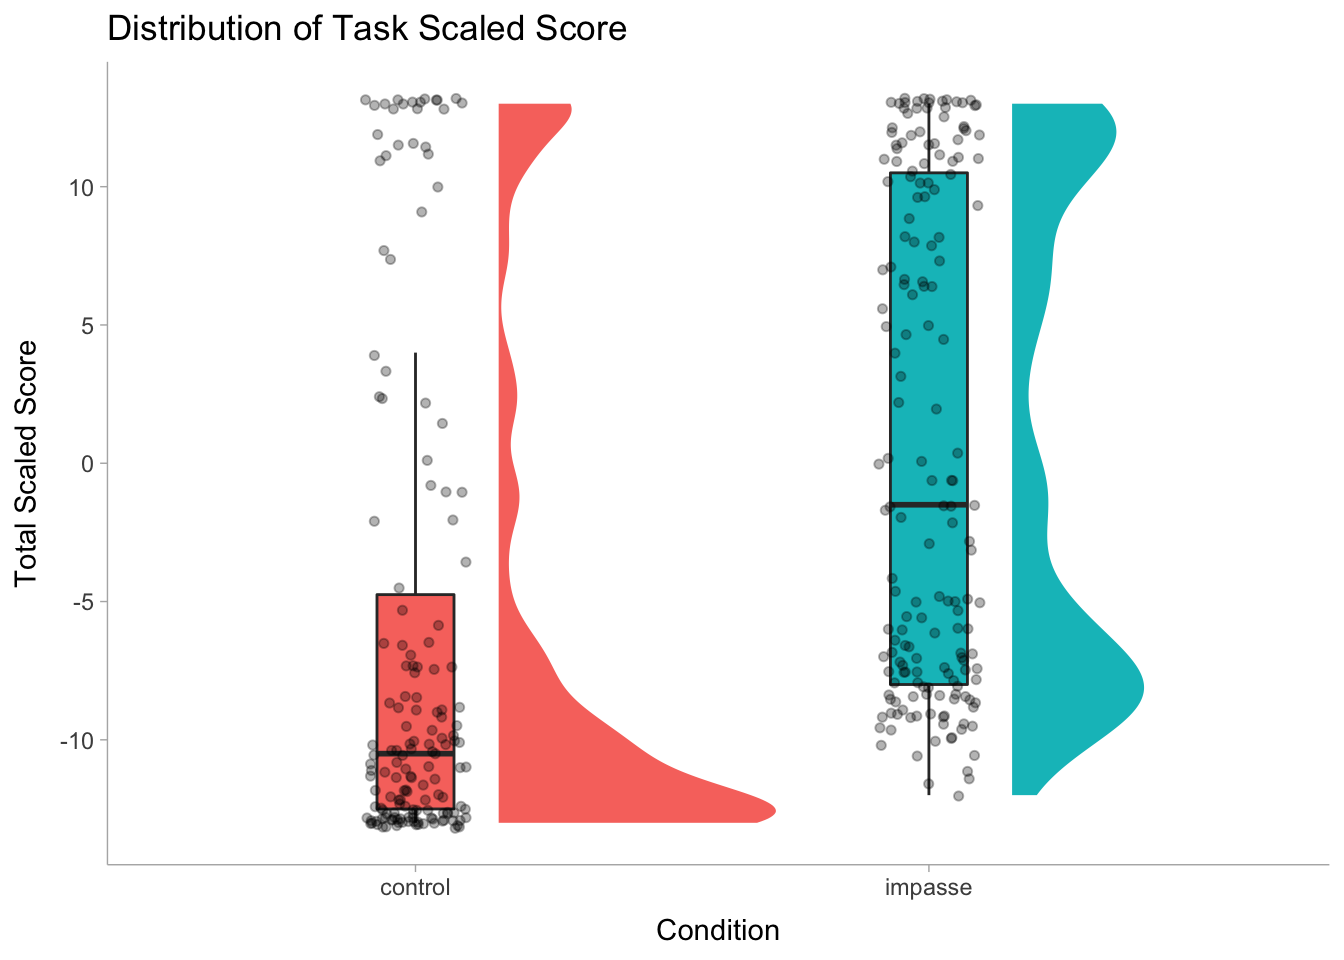 Distribution of Task Scaled Score
Total Scaled Score
10
5
0
-5
-10
control
impasse
Condition